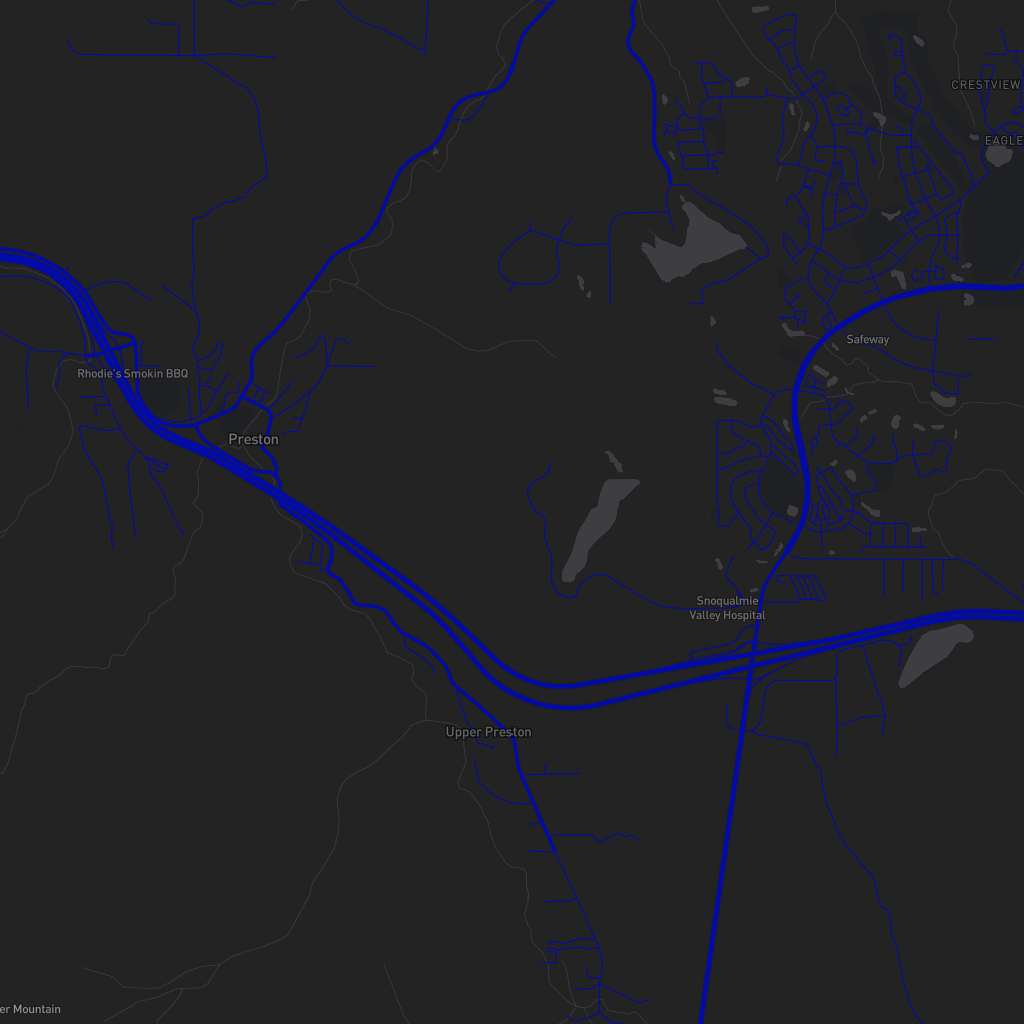 CRESTVIEW
EAGLE
Safeway
Rhodie's Smokin BBQ
Preston
Snoqualmie
Valley Hospital
Upper Preston
er Mountain